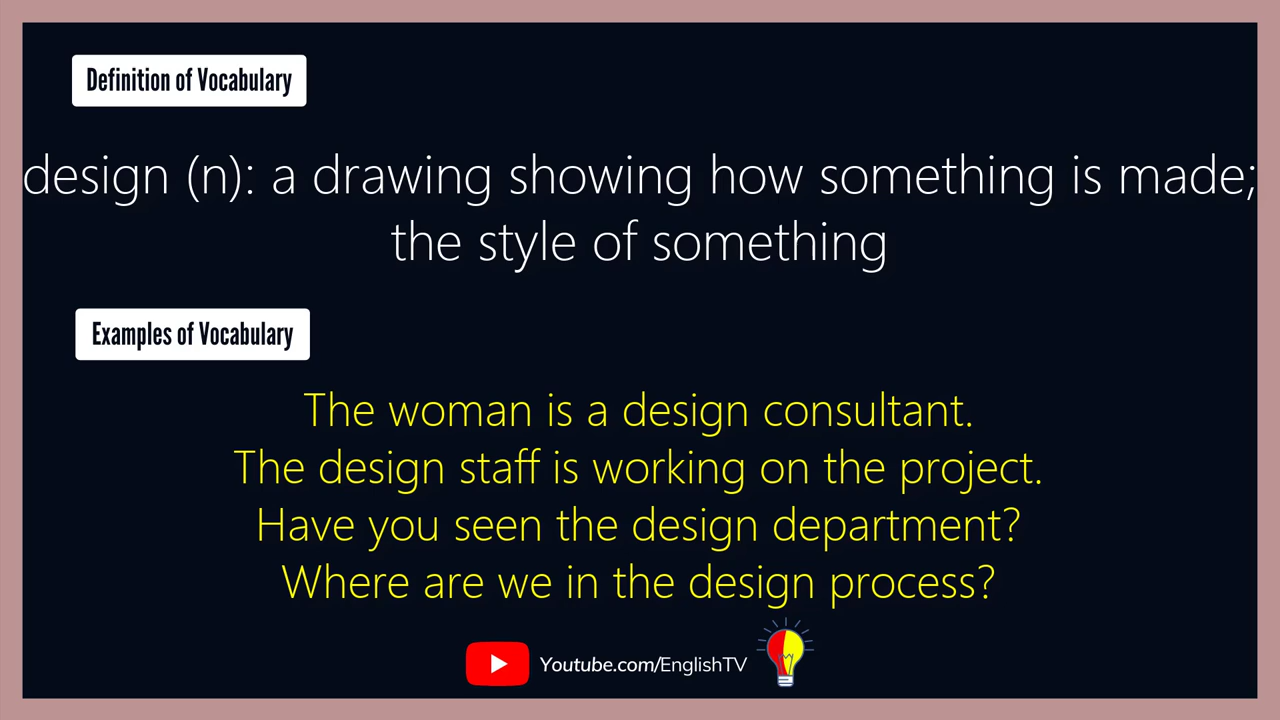 Definition of Vocabulary
design (n): a drawing showing how something is made;
the style of something
Examples of Vocabulary
The woman is a design consultant.
The design staff is working on the project.
Have you seen the design department?
Where are we in the design process?
Youtube.com/EnglishTV